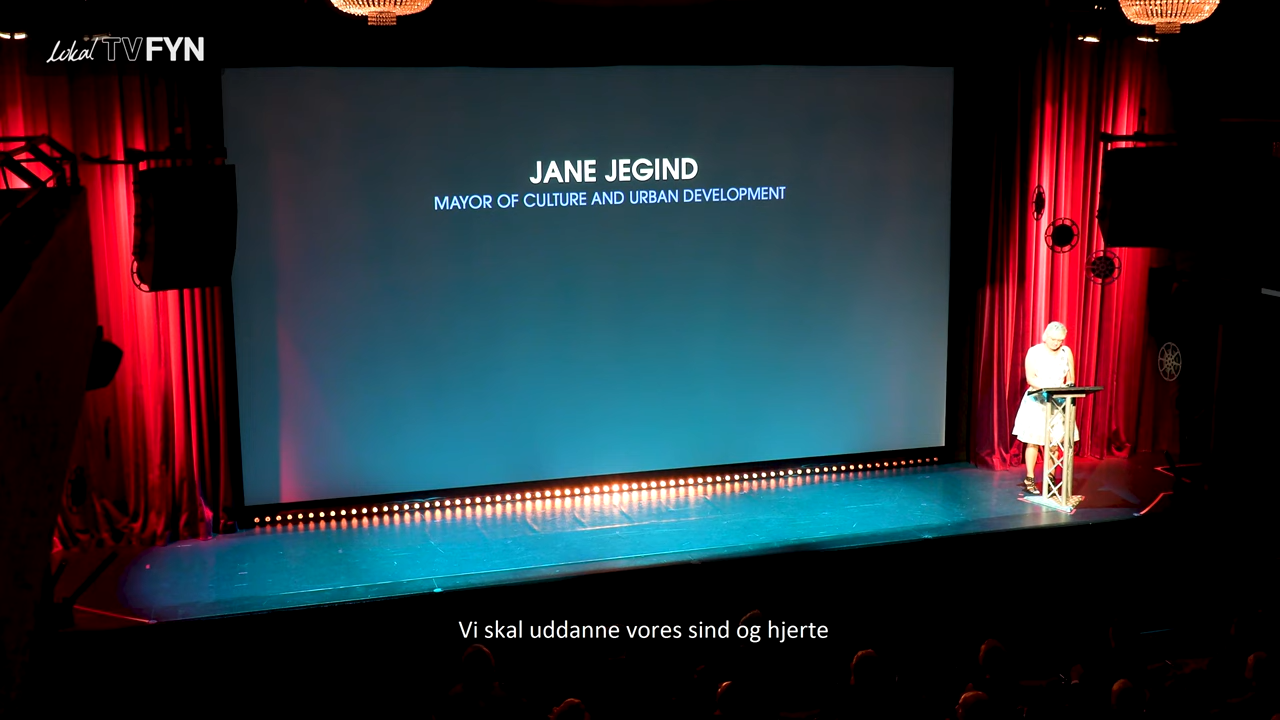 Lokal TV FYN
JANE JEGIND
MAYOR OF CULTURE AND URBAN DEVELOPMENT
Vi skal uddanne vores sind og hjerte